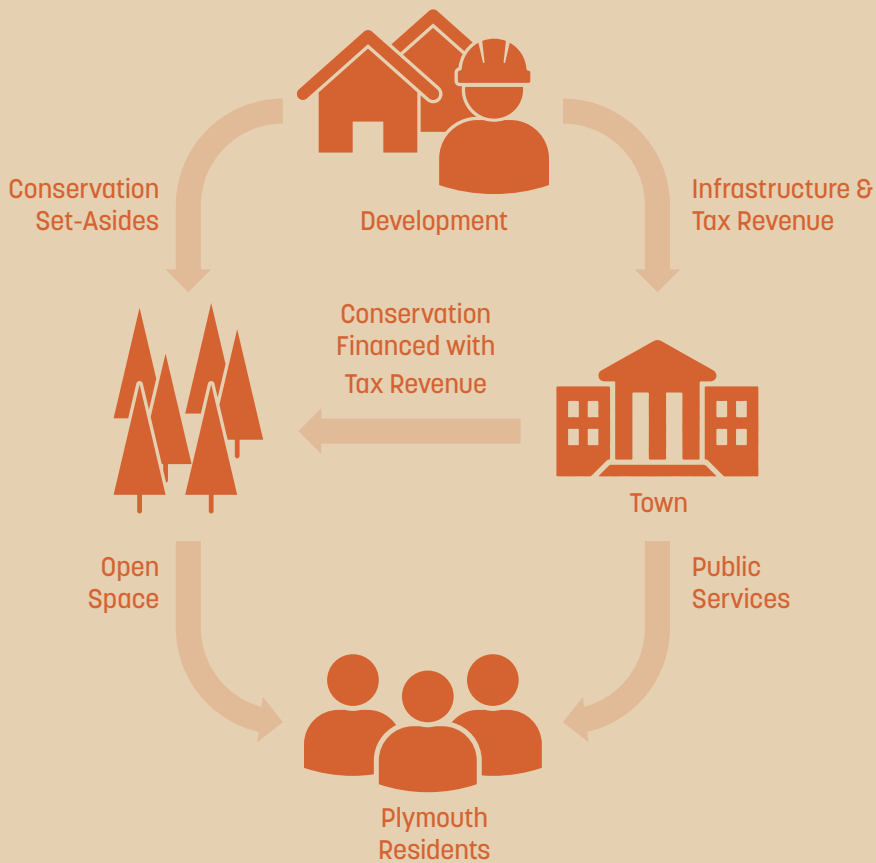 Development
Conservation
Set-Asides
Infrastructure &
Tax Revenue
Conservation
Financed with
Tax Revenue
Town
Open
Space
Public
Services
Plymouth
Residents